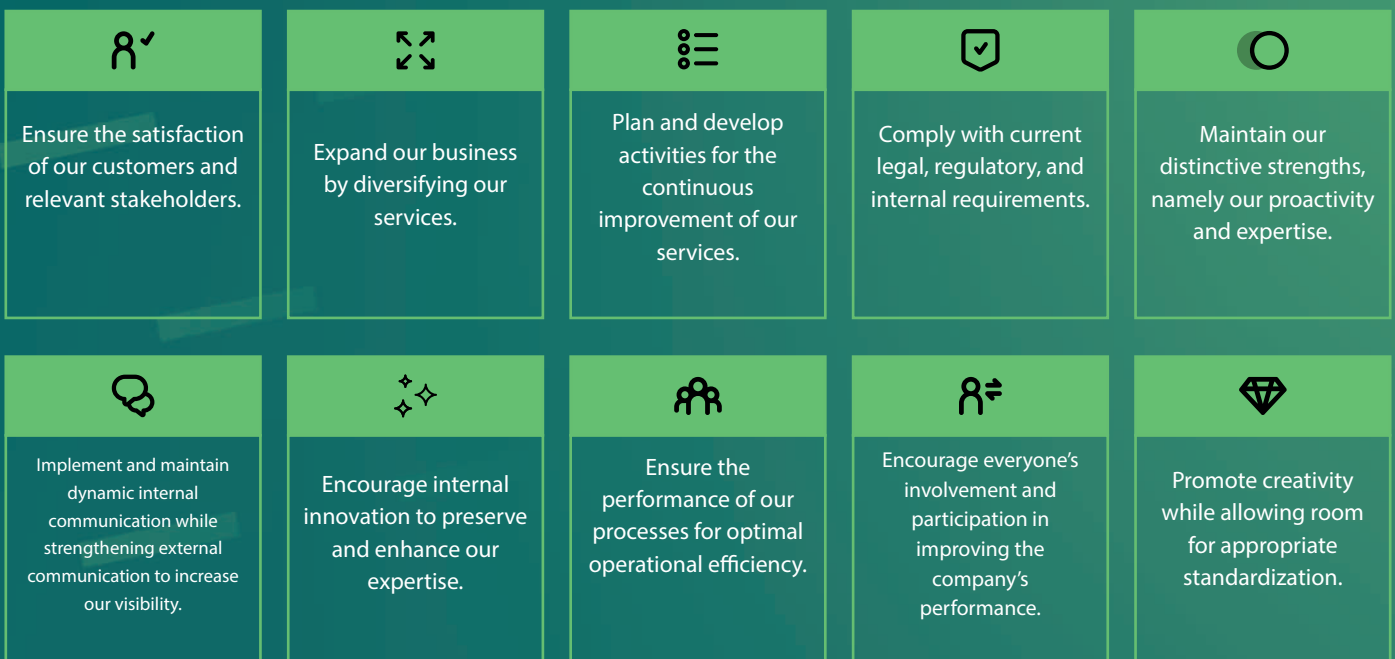 Ensure the satisfaction
of our customers and
relevant stakeholders.
Expand our business
by diversifying our
services.
Plan and develop
activities for the
continuous
improvement of our
services.
Comply with current
legal, regulatory, and
internal requirements.
Maintain our
distinctive strengths,
namely our proactivity
and expertise.
Implement and maintain
dynamic internal
communication while
strengthening external
communication to increase
our visibility.
Encourage internal
innovation to preserve
and enhance our
expertise.
Ensure the
performance of our
processes for optimal
operational efficiency.
Encourage everyone’s
involvement and
participation in
improving the
company’s
performance.
Promote creativity
while allowing room
for appropriate
standardization.